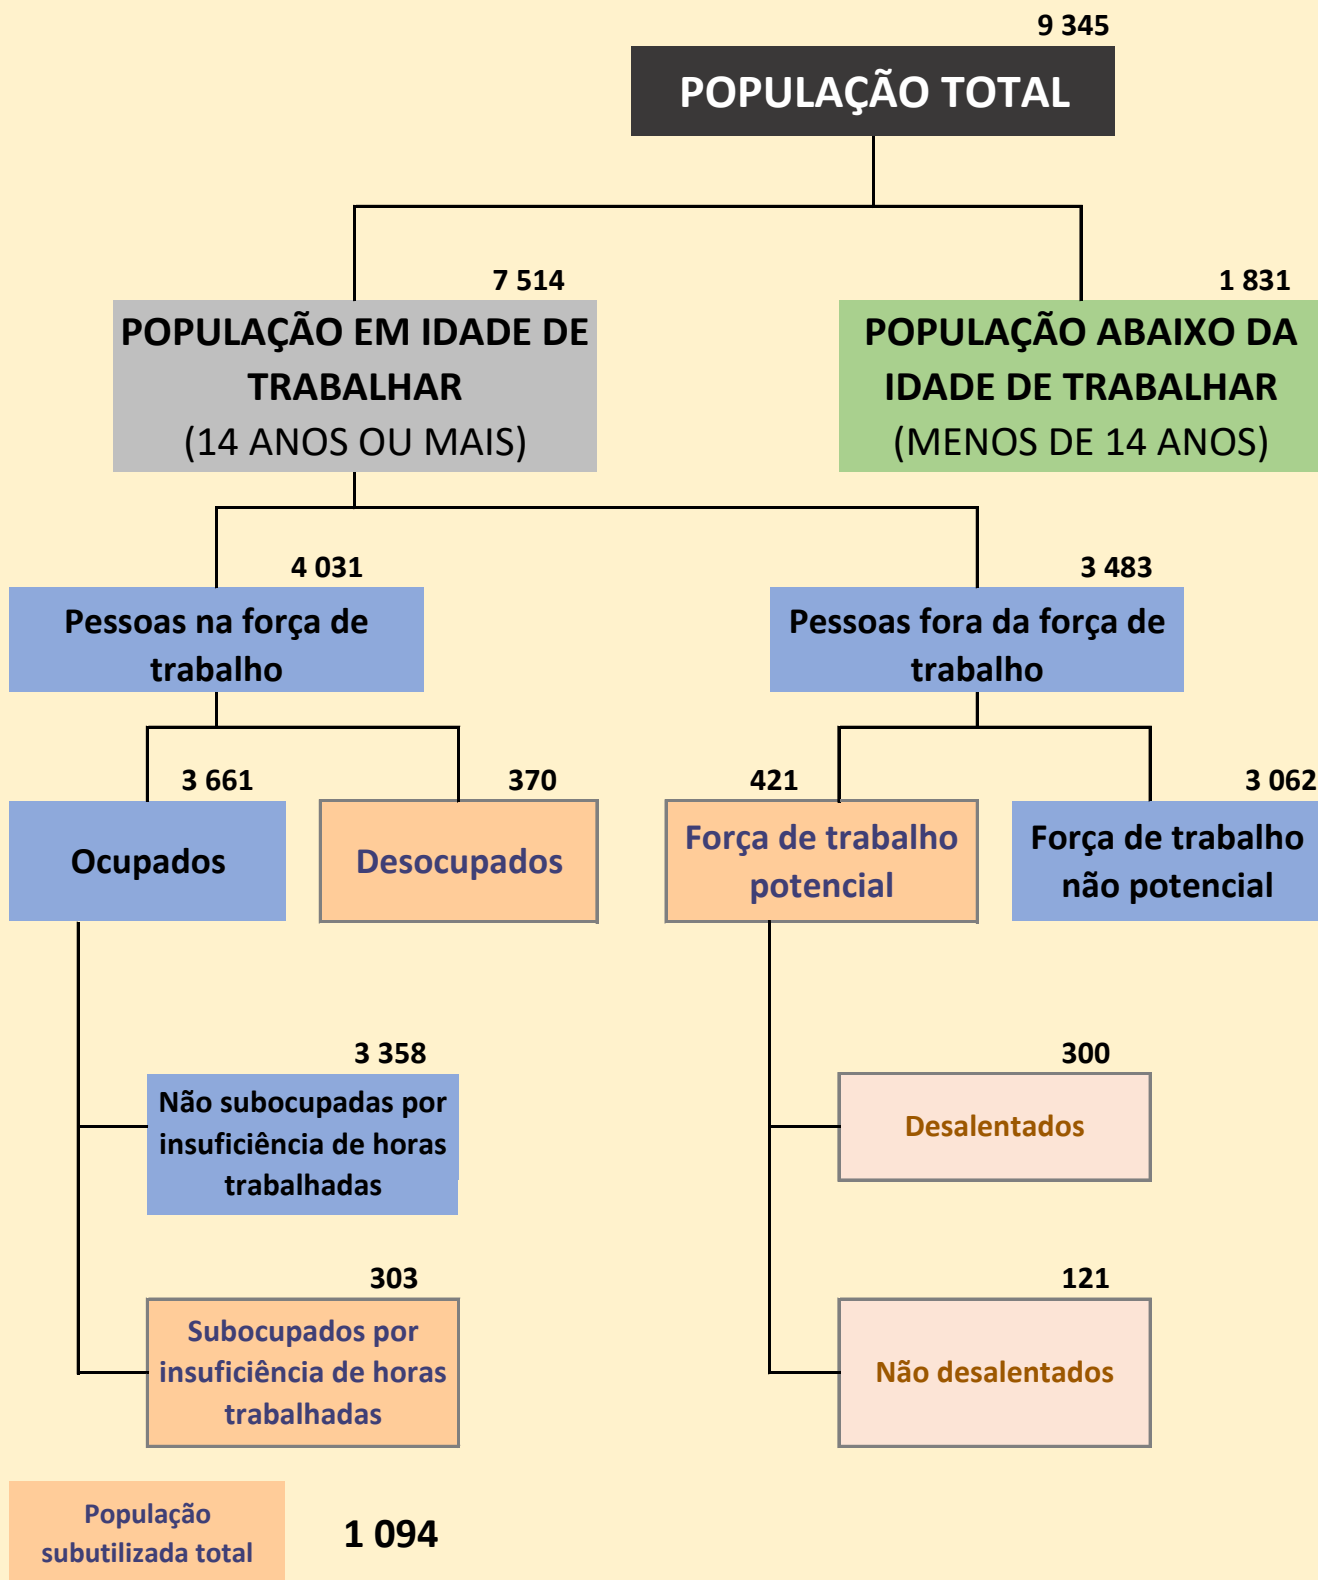 9 345
POPULAÇÃO TOTAL
7 514
POPULAÇÃO EM IDADE DE
TRABALHAR
(14 ANOS OU MAIS)
1 831
POPULAÇÃO ABAIXO DA
IDADE DE TRABALHAR
(MENOS DE 14 ANOS)
4 031
Pessoas na força de
trabalho
3 483
Pessoas fora da força de
trabalho
3 661
Ocupados
370
Desocupados
421
Força de trabalho
potencial
3 062
Força de trabalho
não potencial
3 358
Não subocupadas por
insuficiência de horas
trabalhadas
300
Desalentados
303
Subocupados por
insuficiência de horas
trabalhadas
121
Não desalentados
População
subutilizada total
1 094